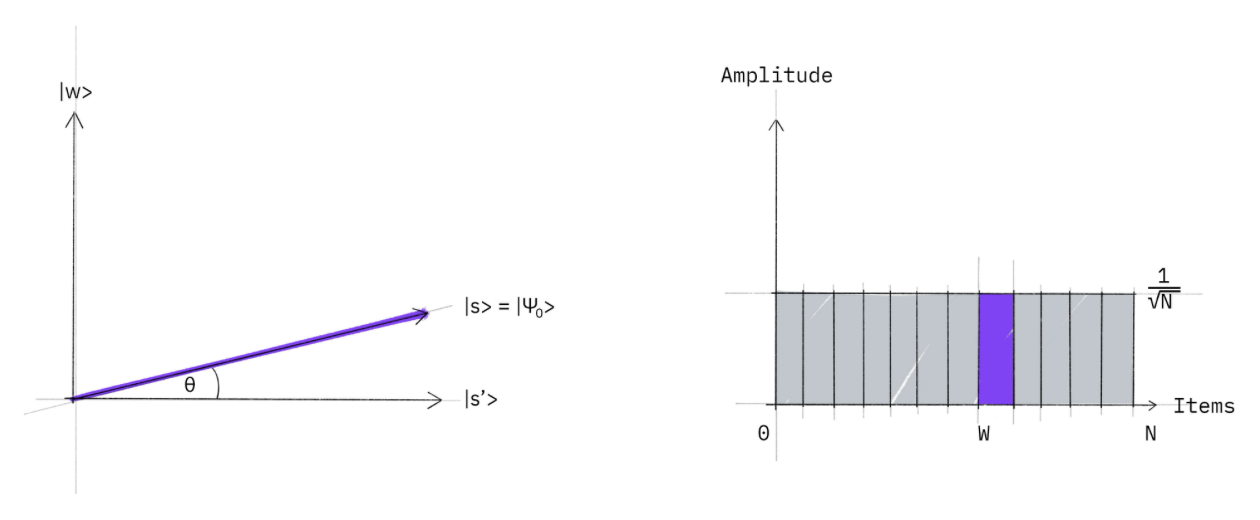 |w>
|s> = |Ψ₀>
θ
|s'>
Amplitude
1
√N
Items
0
W
N